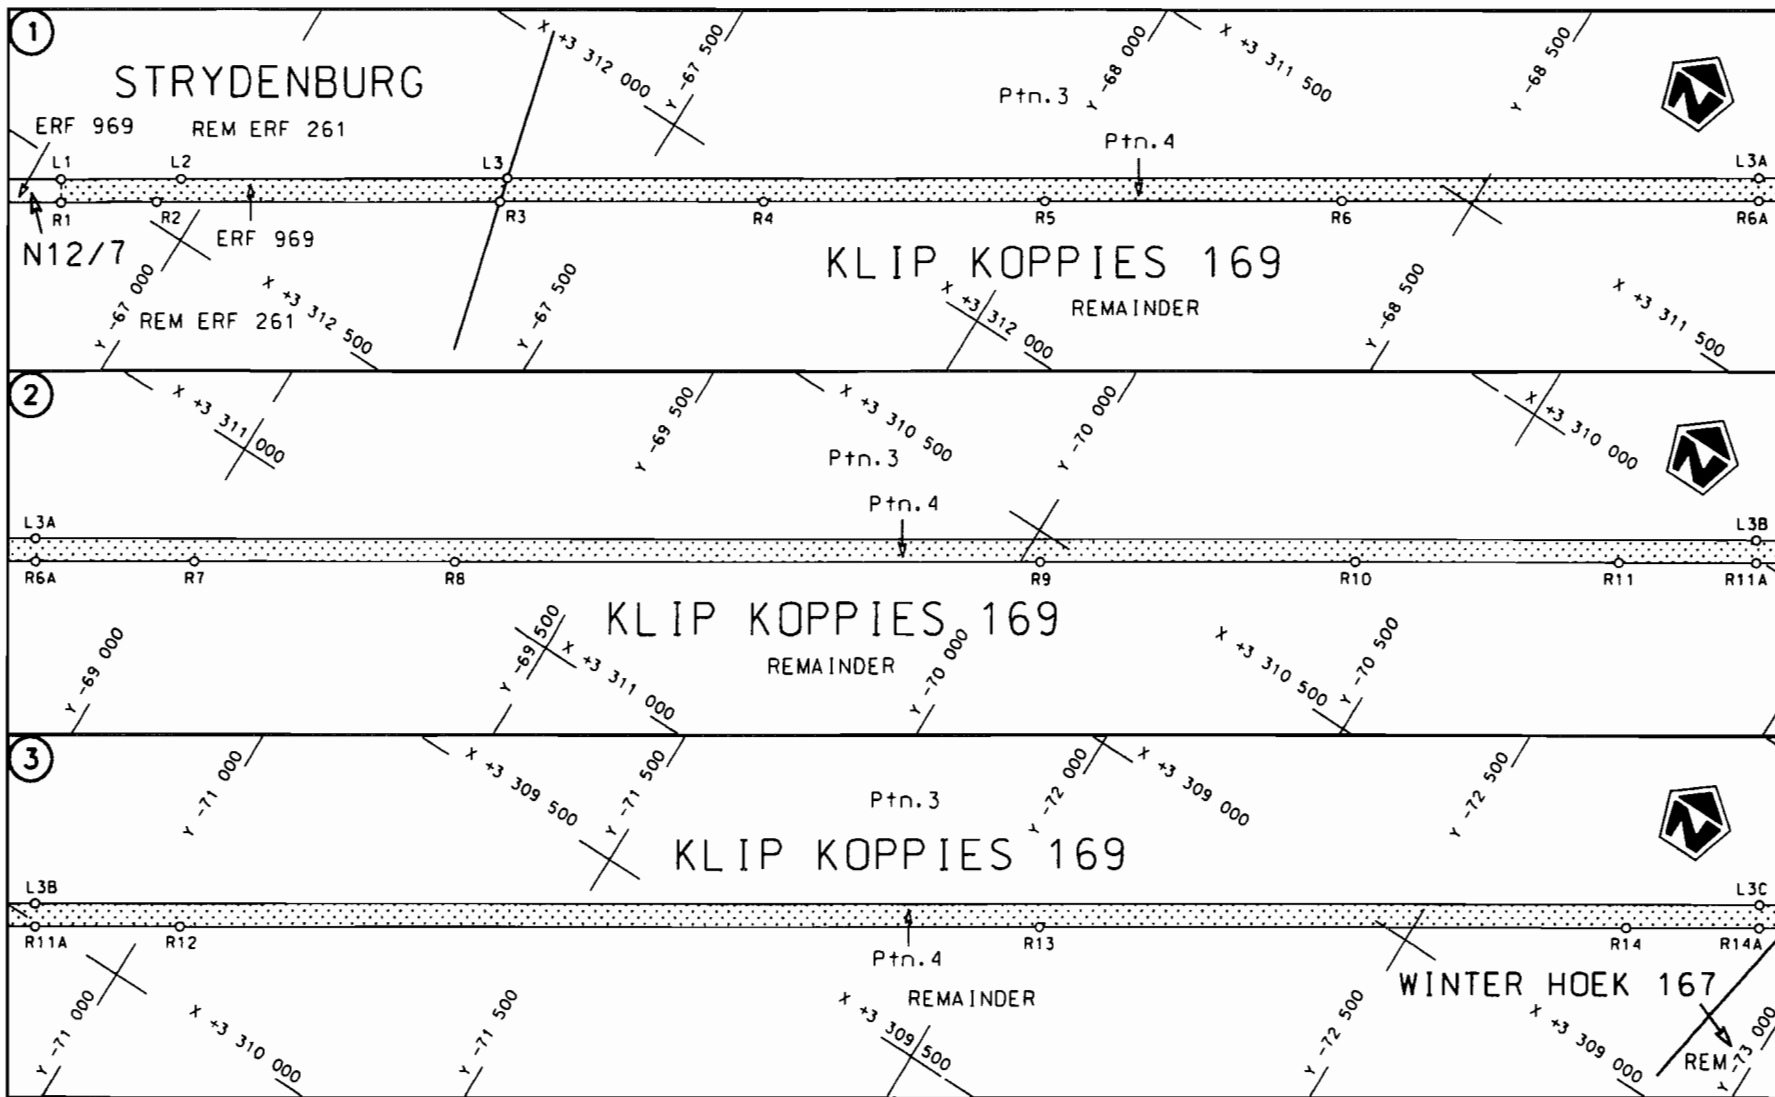 1
STRYDENBURG
ERF 969
REM ERF 261
X +3 312 000
Y -67 500
Ptn.3
Y -68 000
X +3 311 500
Y -68 500
N
Ptn.4
L1
L2
L3
L3A
R1
R2
R3
R4
R5
R6
R6A
N12/7
ERF 969
KLIP KOPPIES 169
REMAINDER
Y -67 000
REM ERF 261
X +3 312 500
Y -67 500
X +3 312 000
Y -68 500
X +3 311 500
2
X +3 311 000
Y -69 500
X +3 310 500
Ptn.3
Y -70 000
X +3 310 000
N
Ptn.4
L3A
L3B
R6A
R7
R8
R9
R10
R11
R11A
KLIP KOPPIES 169
REMAINDER
Y -69 000
Y -69 500
X +3 311 000
Y -70 000
X +3 310 500
Y -70 500
3
Y -71 000
X +3 309 500
Y -71 500
Ptn.3
Y -72 000
X +3 309 000
Y -72 500
N
KLIP KOPPIES 169
L3B
L3C
R11A
R12
R13
R14
R14A
Ptn.4
REMAINDER
WINTER HOEK 167
REM
Y -71 000
X +3 310 000
Y -71 500
X +3 309 500
Y -72 500
X +3 309 000
Y -73 000